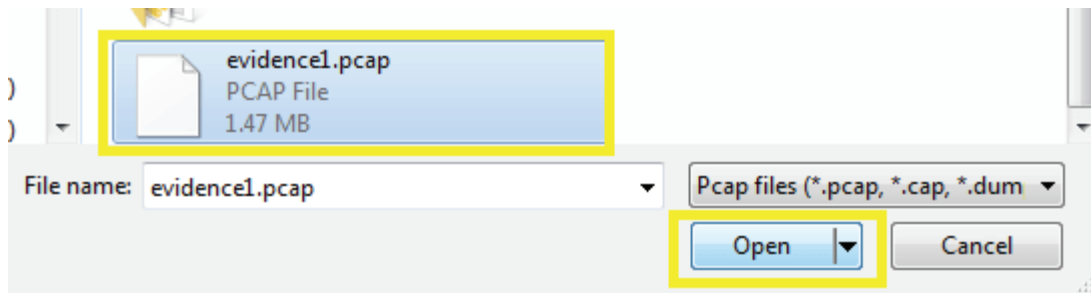 evidence1.pcap
PCAP File
1.47 MB
)
)
File name: evidence1.pcap Pcap files (*.pcap, *.cap, *.dum
Open Cancel